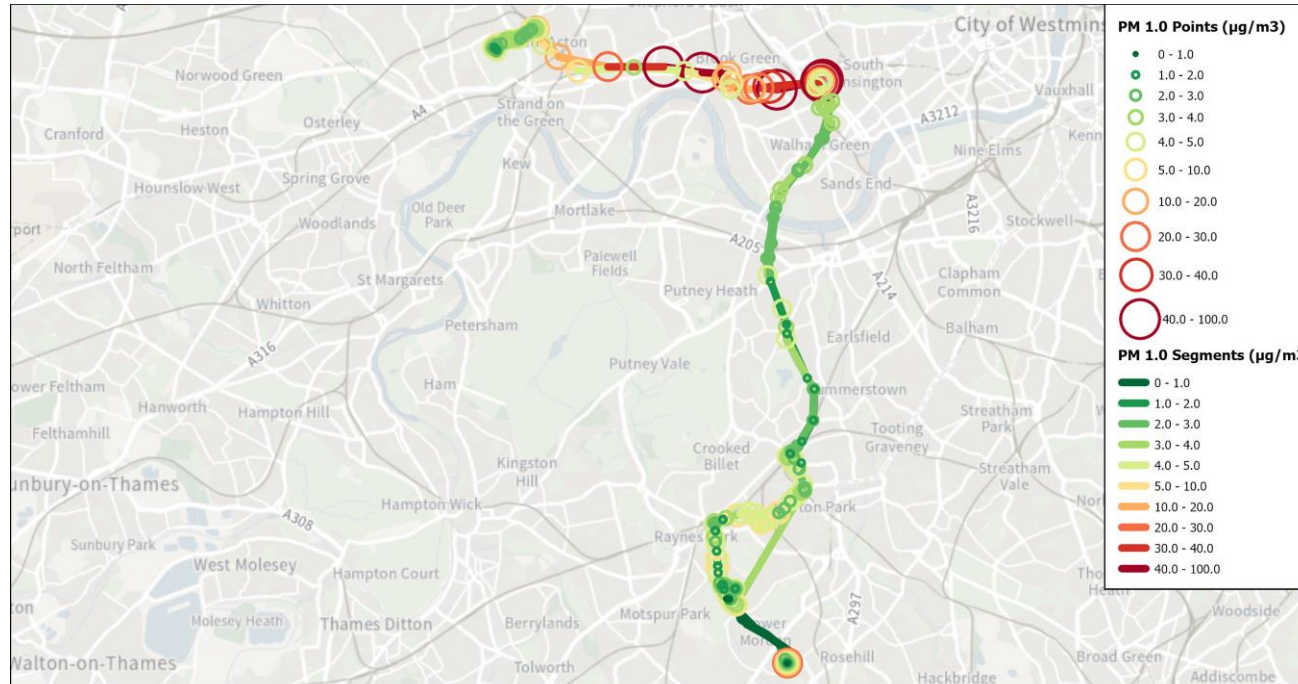 City of Westmins
Norwood Green
Acton
Brook Green
South
Kensington
Vauxhall
Strand on
the Green
A4
Osterley
Cranford
Heston
A3212
Walham Green
Kew
Nine Elms
Spring Grove
Hounslow West
Sands End
Old Deer
Park
Mortlake
Woodlands
A3216
Stockwell
rport
A205
Palewell
Fields
North Feltham
St Margarets
Clapham
Common
Putney Heath
A214
Whitton
Petersham
Earlsfield
Balham
A316
Putney Vale
ower Feltham
Ham
Summerstown
Hanworth
Hampton Hill
Streatham
Park
Felthamhill
Tooting
Graveney
Crooked
Billet
Kingston
Hill
Streatham
Vale
unbury-on-Thames
Hampton Wick
ton Park
A308
Raynes Park
Sunbury Park
West Molesey
Hampton Court
A297
Motspur Park
Molesey Heath
Thames Ditton
Berrylands
Lower
Morden
Woodside
Walton-on-Thames
Tolworth
Rosehill
Broad Green
Hackbridge
Addiscombe
PM 1.0 Points (µg/m3)
0 - 1.0
1.0 - 2.0
2.0 - 3.0
3.0 - 4.0
4.0 - 5.0
5.0 - 10.0
10.0 - 20.0
20.0 - 30.0
30.0 - 40.0
40.0 - 100.0
PM 1.0 Segments (µg/m3
0 - 1.0
1.0 - 2.0
2.0 - 3.0
3.0 - 4.0
4.0 - 5.0
5.0 - 10.0
10.0 - 20.0
20.0 - 30.0
30.0 - 40.0
40.0 - 100.0